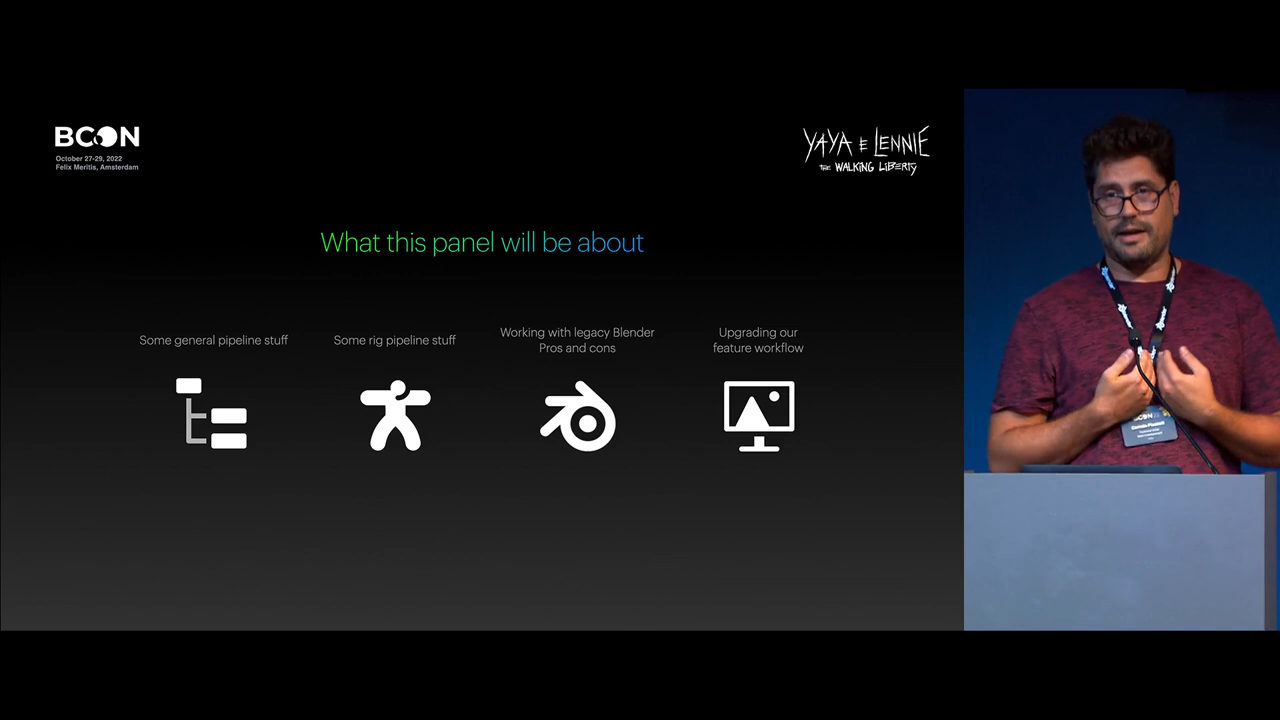 BCON
October 27-29, 2022
Felix Meritis, Amsterdam
YAYA E LENNIE
THE WALKING LIBERTY
What this panel will be about
Some general pipeline stuff
Some rig pipeline stuff
Working with legacy Blender
Pros and cons
Upgrading our
feature workflow